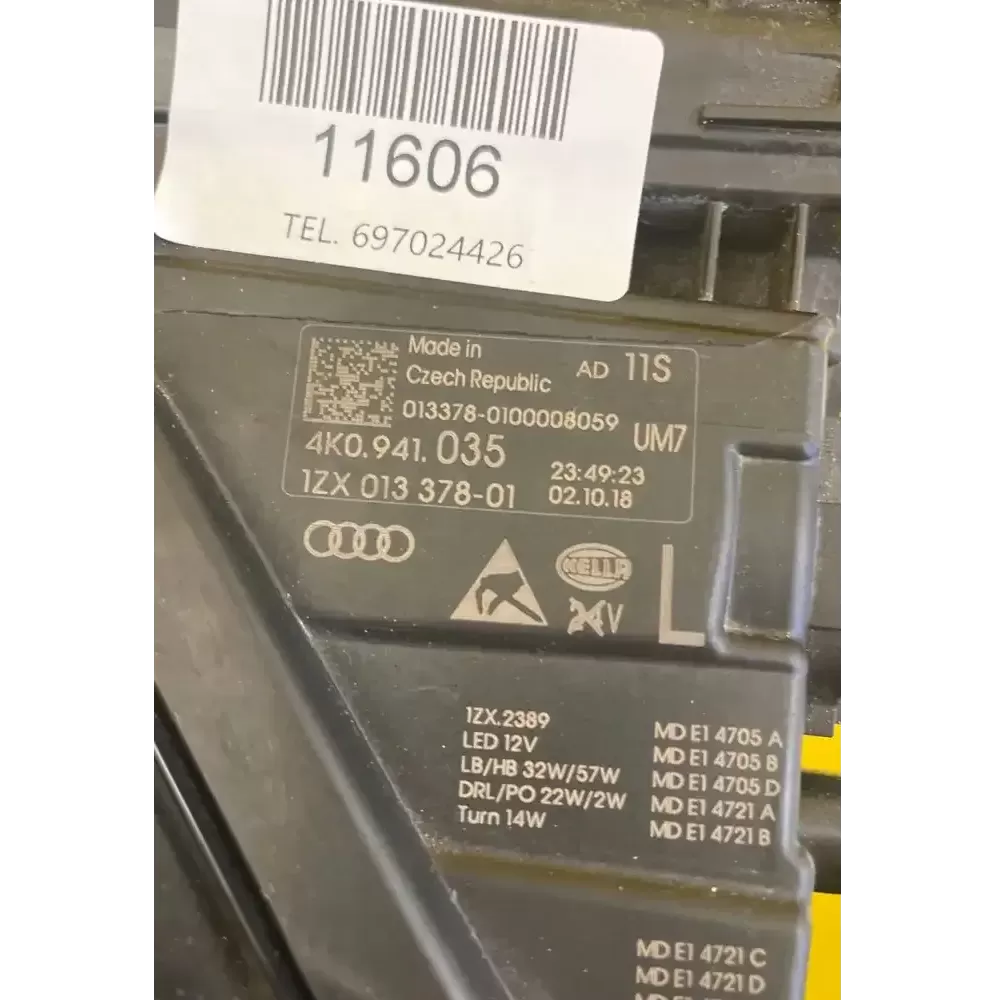 11606
TEL. 697024426
Made in
Czech Republic
AD 11S
013378-0100008059
UM7
4K0.941.035
23:49:23
1ZX 013 378-01
02.10.18
HELLA
24V
L
1ZX.2389
LED 12V
LB/HB 32W/57W
DRL/PO 22W/2W
Turn 14W
MD E1 4705 A
MD E1 4705 B
MD E1 4705 D
MD E1 4721 A
MD E1 4721 B
MD E1 4721 C
MD E1 4721 D